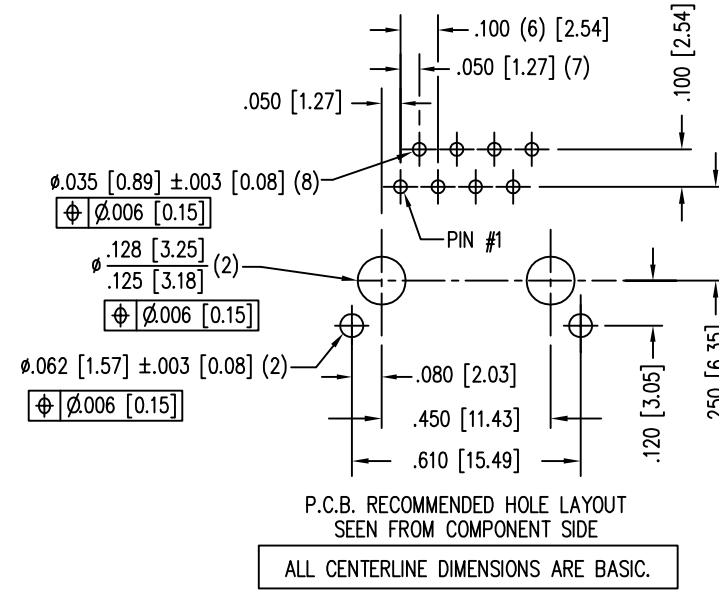 .100 (6) [2.54]
.050 [1.27] (7)
.100 [2.54]
.050 [1.27]
ø.035 [0.89] ±.003 [0.08] (8)
⌖ Ø.006 [0.15]
PIN #1
ø .128 [3.25] (2)
.125 [3.18]
⌖ Ø.006 [0.15]
ø.062 [1.57] ±.003 [0.08] (2)
⌖ Ø.006 [0.15]
.080 [2.03]
.450 [11.43]
.610 [15.49]
.120 [3.05]
.250 [6.35]
P.C.B. RECOMMENDED HOLE LAYOUT
SEEN FROM COMPONENT SIDE
ALL CENTERLINE DIMENSIONS ARE BASIC.